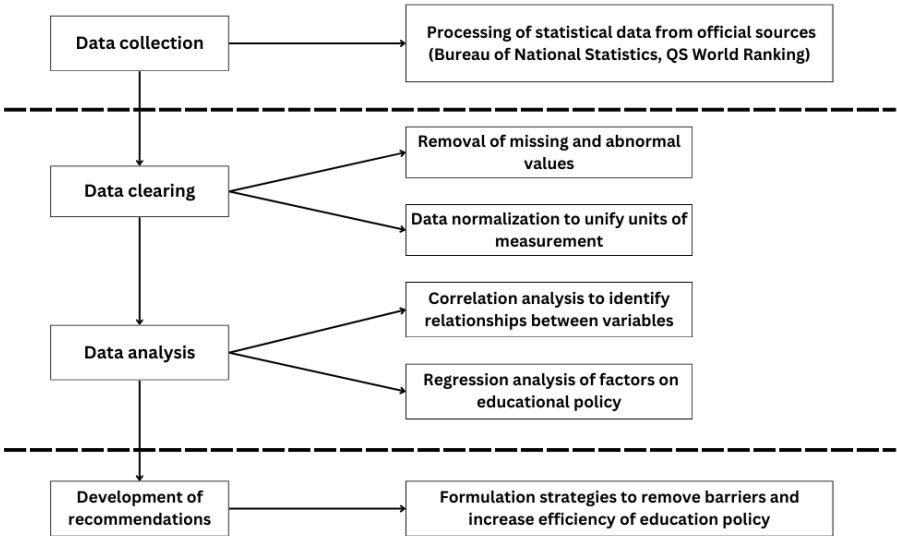 Data collection
Processing of statistical data from official sources
(Bureau of National Statistics, QS World Ranking)
Data clearing
Removal of missing and abnormal
values
Data normalization to unify units of
measurement
Data analysis
Correlation analysis to identify
relationships between variables
Regression analysis of factors on
educational policy
Development of
recommendations
Formulation strategies to remove barriers and
increase efficiency of education policy